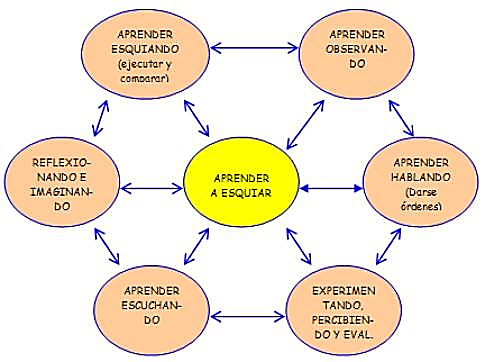 APRENDER
ESQUIANDO
(ejecutar y
comparar)
APRENDER
OBSERVAN-
DO
REFLEXIO-
NANDO E
IMAGINAN-
DO
APRENDER
A ESQUIAR
APRENDER
HABLANDO
(Darse
órdenes)
APRENDER
ESCUCHAN-
DO
EXPERIMEN
TANDO,
PERCIBIEN-
DO Y EVAL.